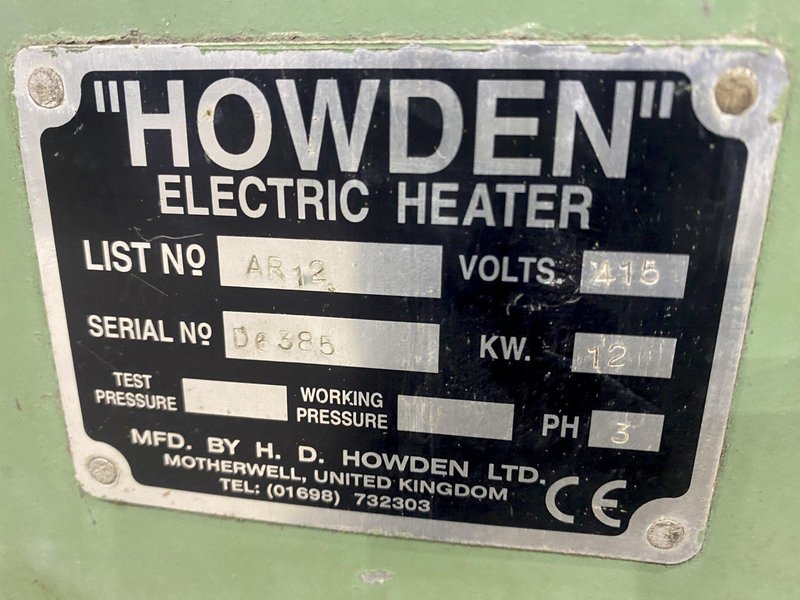 "HOWDEN"
ELECTRIC HEATER
LIST Nº AR12 VOLTS. 415
SERIAL Nº D6385 KW. 12
TEST PRESSURE WORKING PRESSURE PH 3
MFD. BY H. D. HOWDEN LTD.
MOTHERWELL, UNITED KINGDOM
TEL: (01698) 732303
CE